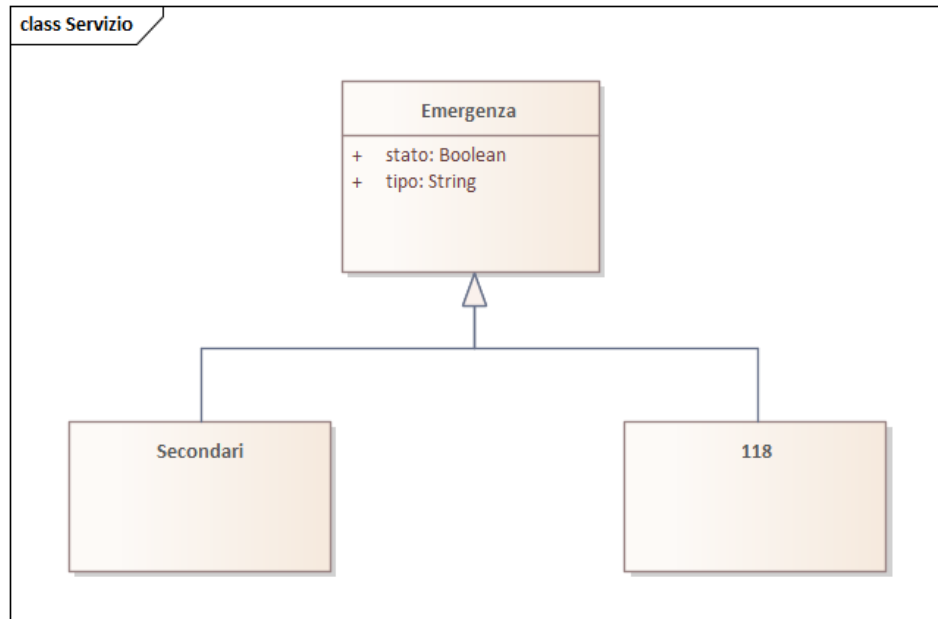 class Servizio
Emergenza
+ stato: Boolean
+ tipo: String
Secondari
118